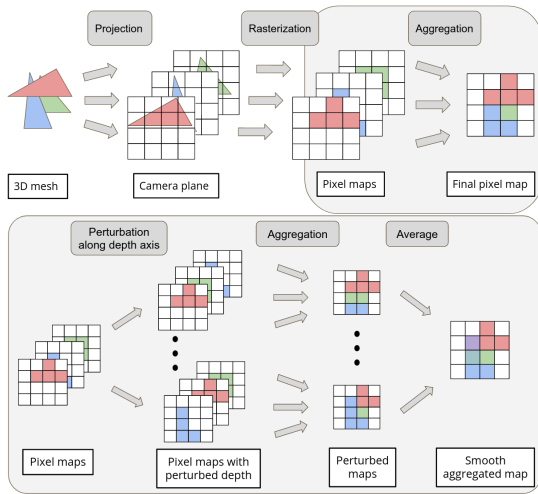 Projection
Rasterization
Aggregation
3D mesh
Camera plane
Pixel maps
Final pixel map
Perturbation
along depth axis
Aggregation
Average
Pixel maps
Pixel maps with
perturbed depth
Perturbed
maps
Smooth
aggregated map